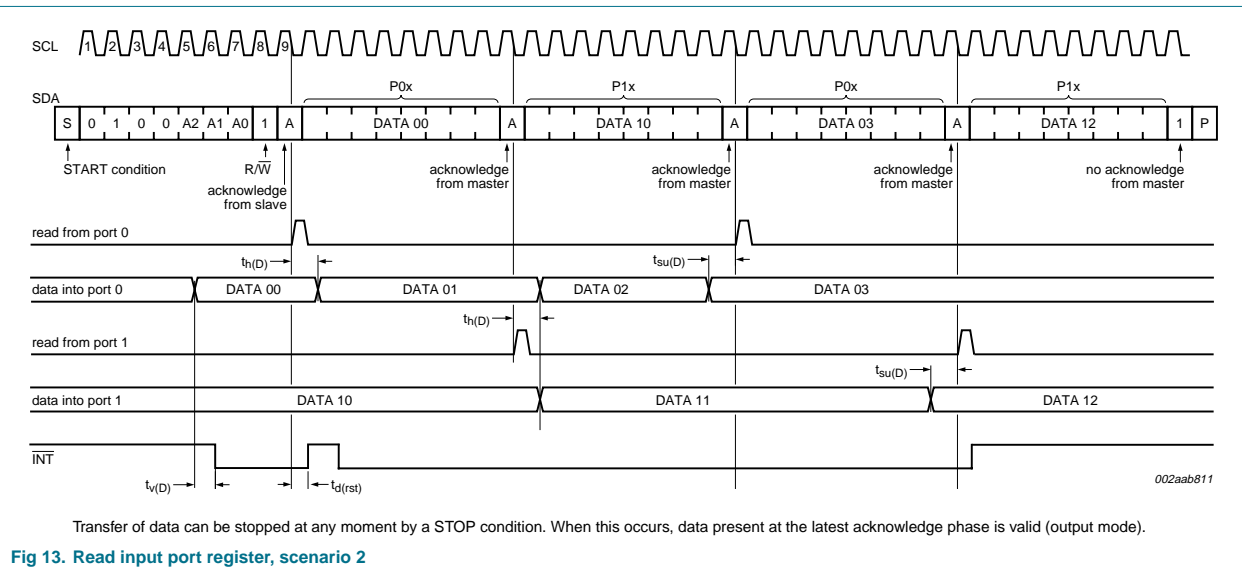 SCL 1 2 3 4 5 6 7 8 9
P0x P1x P0x P1x
SDA
S 0 1 0 0 A2 A1 A0 1 A DATA 00 A DATA 10 A DATA 03 A DATA 12 1 P
START condition R/W acknowledge acknowledge acknowledge no acknowledge
from master from master from master from master
acknowledge
from slave
read from port 0
th(D) tsu(D)
data into port 0 DATA 00 DATA 01 DATA 02 DATA 03
th(D)
read from port 1
tsu(D)
data into port 1 DATA 10 DATA 11 DATA 12
INT
002aab811
tv(D) td(rst)
Transfer of data can be stopped at any moment by a STOP condition. When this occurs, data present at the latest acknowledge phase is valid (output mode).
Fig 13. Read input port register, scenario 2